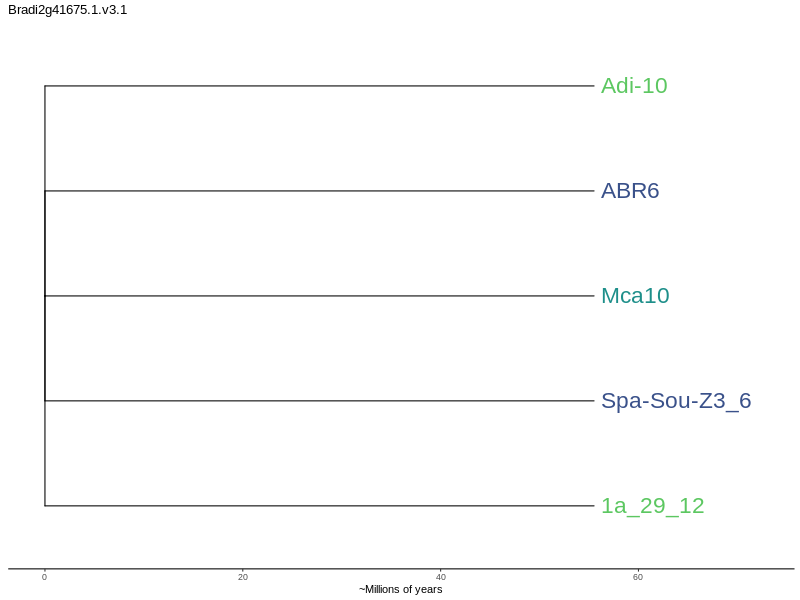 Bradi2g41675.1.v3.1
Adi-10
ABR6
Mca10
Spa-Sou-Z3_6
1a_29_12
0 20 40 60
~Millions of years